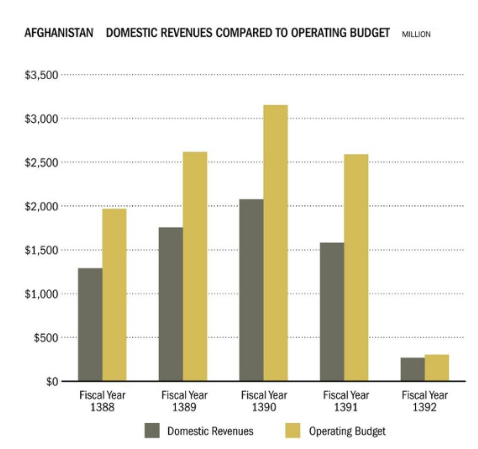 AFGHANISTAN DOMESTIC REVENUES COMPARED TO OPERATING BUDGET MILLION
$3,500
$3,000
$2,500
$2,000
$1,500
$1,000
$500
$0
Fiscal Year Fiscal Year Fiscal Year Fiscal Year Fiscal Year
1388 1389 1390 1391 1392
Domestic Revenues Operating Budget